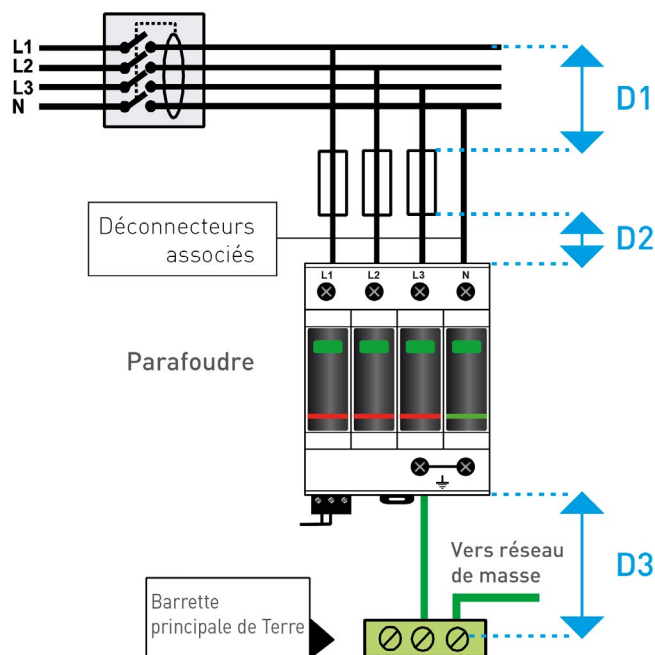 L1
L2
L3
N
D1
D2
Déconnecteurs
associés
L1 L2 L3 N
Parafoudre
Vers réseau
de masse
D3
Barrette
principale de Terre